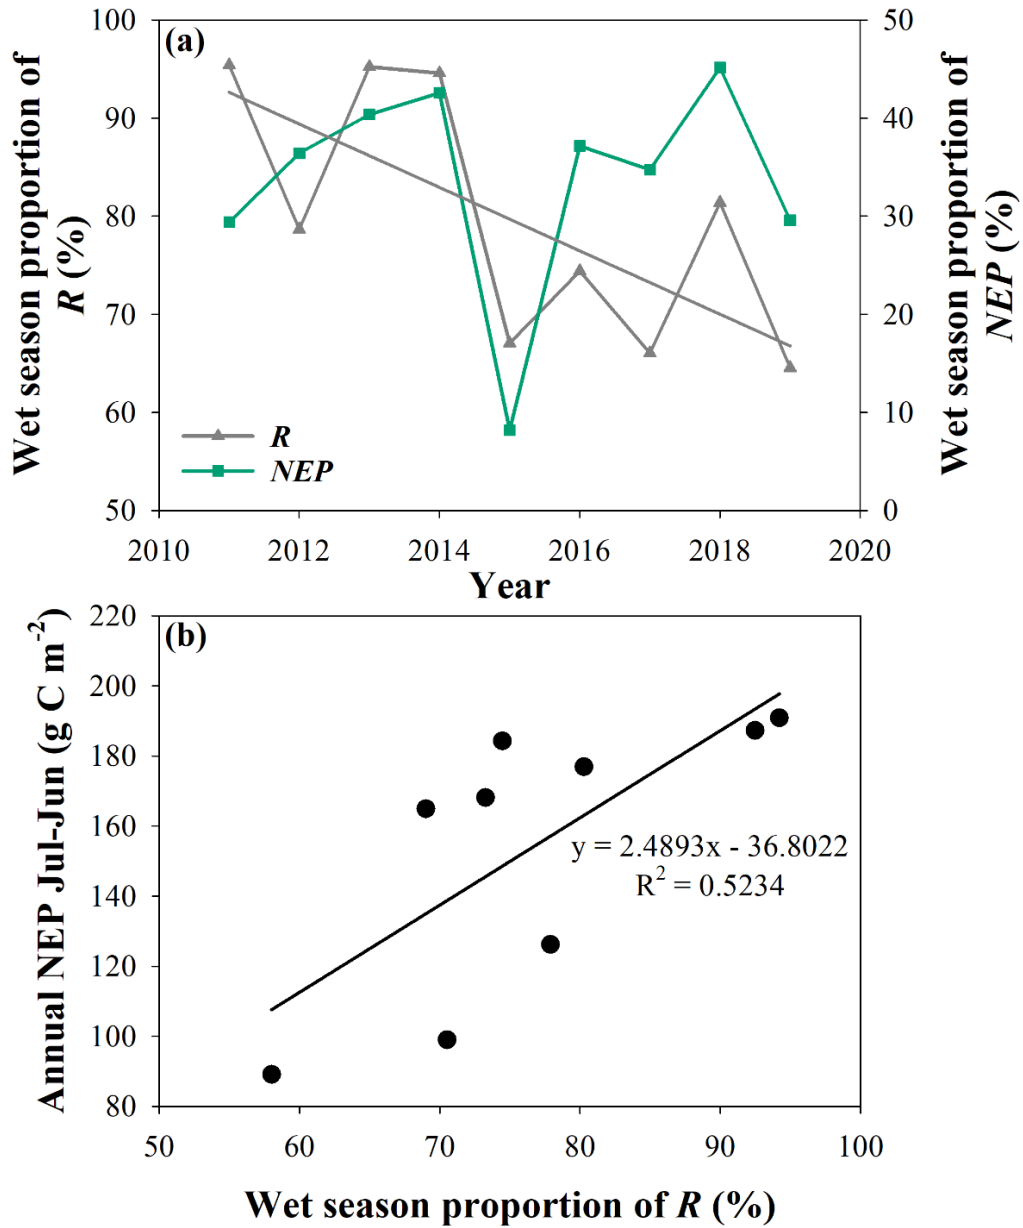 (a)
Wet season proportion of
R (%)
100
90
80
70
60
50
50
40
30
20
10
0
Wet season proportion of
NEP (%)
R
NEP
2010
2012
2014
2016
2018
2020
Year
(b)
Annual NEP Jul-Jun (g C m-2)
220
200
180
160
140
120
100
80
y = 2.4893x - 36.8022
R2 = 0.5234
50
60
70
80
90
100
Wet season proportion of R (%)